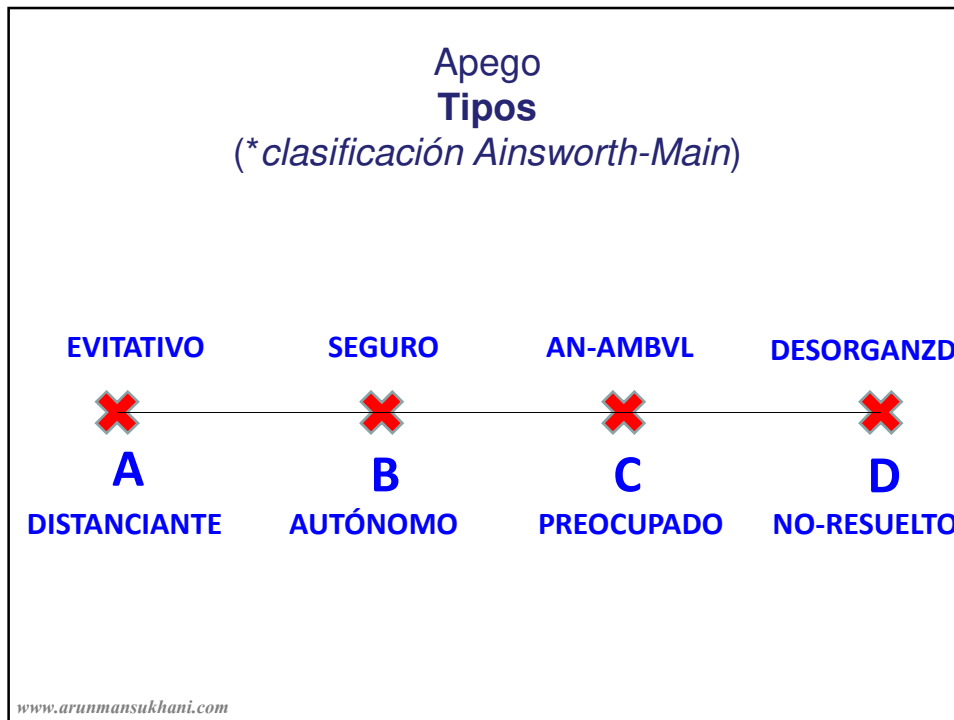 Apego
Tipos
(*clasificación Ainsworth-Main)
EVITATIVO SEGURO AN-AMBVL DESORGANZD
A B C D
DISTANCIANTE AUTÓNOMO PREOCUPADO NO-RESUELTO
www.arunmansukhani.com